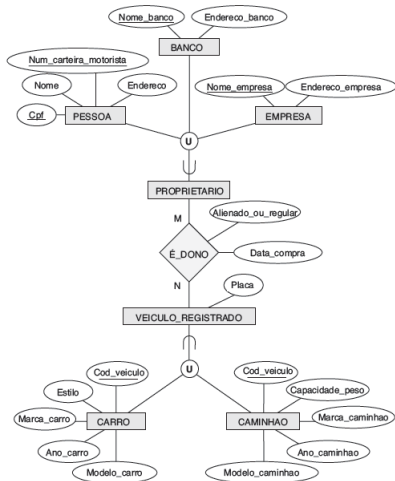 Nome_banco
Endereco_banco
BANCO
Num_carteira_motorista
Nome
Endereco
Cpf
PESSOA
Nome_empresa
Endereco_empresa
EMPRESA
U
PROPRIETARIO
M
Alienado_ou_regular
É_DONO
Data_compra
N
Placa
VEICULO_REGISTRADO
U
Cod_veiculo
Estilo
Marca_carro
CARRO
Ano_carro
Modelo_carro
Cod_veiculo
Capacidade_peso
Marca_caminhao
CAMINHAO
Ano_caminhao
Modelo_caminhao